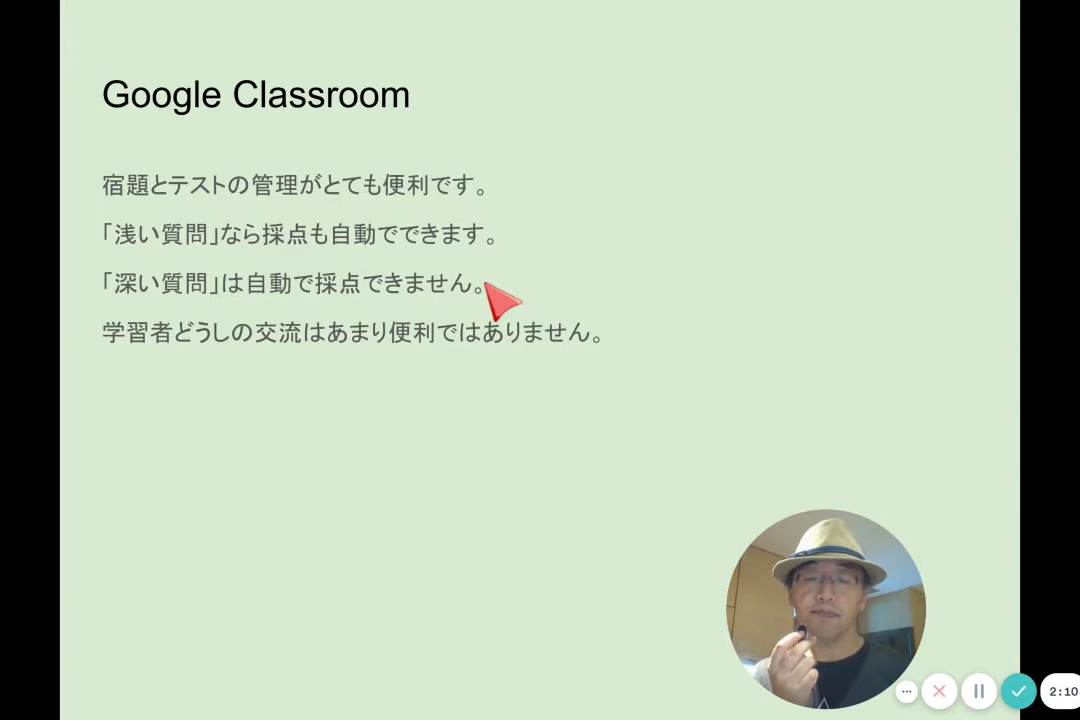 Google Classroom
宿題とテストの管理がとても便利です。
「浅い質問」なら採点も自動でできます。
「深い質問」は自動で採点できません。
学習者どうしの交流はあまり便利ではありません。
2:10